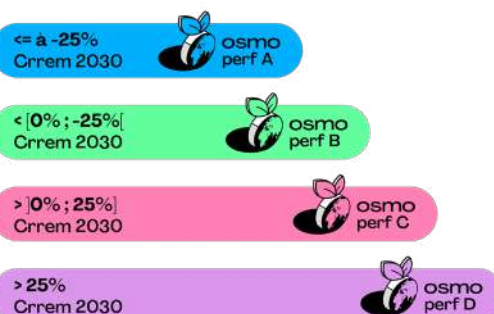 <= à -25%
Crrem 2030
osmo
perf A
< [0% ; -25%[
Crrem 2030
osmo
perf B
> ]0% ; 25%]
Crrem 2030
osmo
perf C
> 25%
Crrem 2030
osmo
perf D